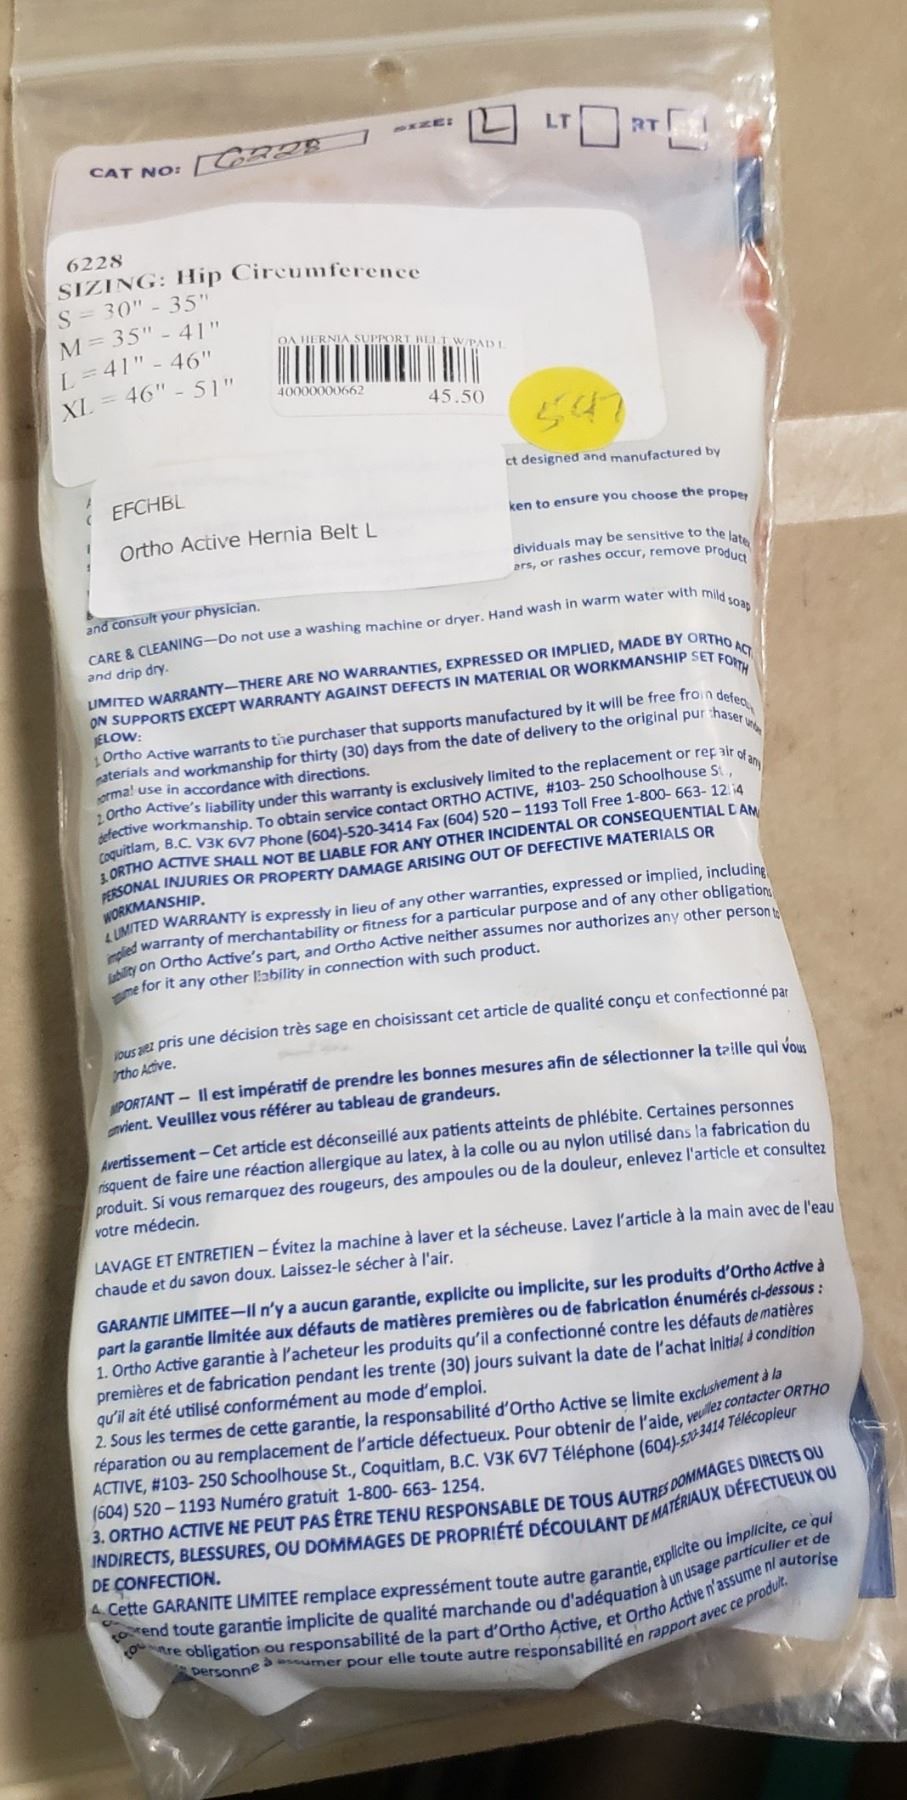 CAT NO: 6228 SIZE: L LT RT
6228
SIZING: Hip Circumference
S = 30" - 35"
M = 35" - 41"
L = 41" - 46"
XL = 46" - 51"
OA HERNIA SUPPORT BELT W/PAD L
40000000662 45.50
547
EFCHBL
Ortho Active Hernia Belt L
ct designed and manufactured by
ken to ensure you choose the proper
dividuals may be sensitive to the late
ers, or rashes occur, remove product
and consult your physician.
CARE & CLEANING—Do not use a washing machine or dryer. Hand wash in warm water with mild soap
and drip dry.
LIMITED WARRANTY—THERE ARE NO WARRANTIES, EXPRESSED OR IMPLIED, MADE BY ORTHO ACT
ON SUPPORTS EXCEPT WARRANTY AGAINST DEFECTS IN MATERIAL OR WORKMANSHIP SET FORTH
ELOW:
1 Ortho Active warrants to the purchaser that supports manufactured by it will be free from defec
materials and workmanship for thirty (30) days from the date of delivery to the original purchaser under
normal use in accordance with directions.
2. Ortho Active's liability under this warranty is exclusively limited to the replacement or repair of any
defective workmanship. To obtain service contact ORTHO ACTIVE, #103- 250 Schoolhouse St.,
Coquitlam, B.C. V3K 6V7 Phone (604)-520-3414 Fax (604) 520 – 1193 Toll Free 1-800- 663- 1254
3. ORTHO ACTIVE SHALL NOT BE LIABLE FOR ANY OTHER INCIDENTAL OR CONSEQUENTIAL DAM
PERSONAL INJURIES OR PROPERTY DAMAGE ARISING OUT OF DEFECTIVE MATERIALS OR
WORKMANSHIP.
4. LIMITED WARRANTY is expressly in lieu of any other warranties, expressed or implied, including
implied warranty of merchantability or fitness for a particular purpose and of any other obligations
liability on Ortho Active's part, and Ortho Active neither assumes nor authorizes any other person to
assume for it any other liability in connection with such product.
Vous avez pris une décision très sage en choisissant cet article de qualité conçu et confectionné par
Ortho Active.
IMPORTANT – Il est impératif de prendre les bonnes mesures afin de sélectionner la taille qui vous
convient. Veuillez vous référer au tableau de grandeurs.
Avertissement – Cet article est déconseillé aux patients atteints de phlébite. Certaines personnes
risquent de faire une réaction allergique au latex, à la colle ou au nylon utilisé dans la fabrication du
produit. Si vous remarquez des rougeurs, des ampoules ou de la douleur, enlevez l'article et consultez
votre médecin.
LAVAGE ET ENTRETIEN – Évitez la machine à laver et la sécheuse. Lavez l'article à la main avec de l'eau
chaude et du savon doux. Laissez-le sécher à l'air.
GARANTIE LIMITEE—Il n'y a aucun garantie, explicite ou implicite, sur les produits d'Ortho Active à
part la garantie limitée aux défauts de matières premières ou de fabrication énumérés ci-dessous :
1. Ortho Active garantie à l'acheteur les produits qu'il a confectionné contre les défauts de matières
premières et de fabrication pendant les trente (30) jours suivant la date de l'achat initial à condition
qu'il ait été utilisé conformément au mode d'emploi.
2. Sous les termes de cette garantie, la responsabilité d'Ortho Active se limite exclusivement à la
réparation ou au remplacement de l'article défectueux. Pour obtenir de l'aide, veuillez contacter ORTHO
ACTIVE, #103- 250 Schoolhouse St., Coquitlam, B.C. V3K 6V7 Téléphone (604)-520-3414 Télécopieur
(604) 520 – 1193 Numéro gratuit 1-800- 663- 1254.
3. ORTHO ACTIVE NE PEUT PAS ÊTRE TENU RESPONSABLE DE TOUS AUTRES DOMMAGES DIRECTS OU
INDIRECTS, BLESSURES, OU DOMMAGES DE PROPRIÉTÉ DÉCOULANT DE MATÉRIAUX DÉFECTUEUX OU
DE CONFECTION.
4. Cette GARANITE LIMITEE remplace expressément toute autre garantie, explicite ou implicite, ce qui
comprend toute garantie implicite de qualité marchande ou d'adéquation à un usage particulier et de
toute autre obligation ou responsabilité de la part d'Ortho Active, et Ortho Active n'assume ni autorise
personne à assumer pour elle toute autre responsabilité en rapport avec ce produit.